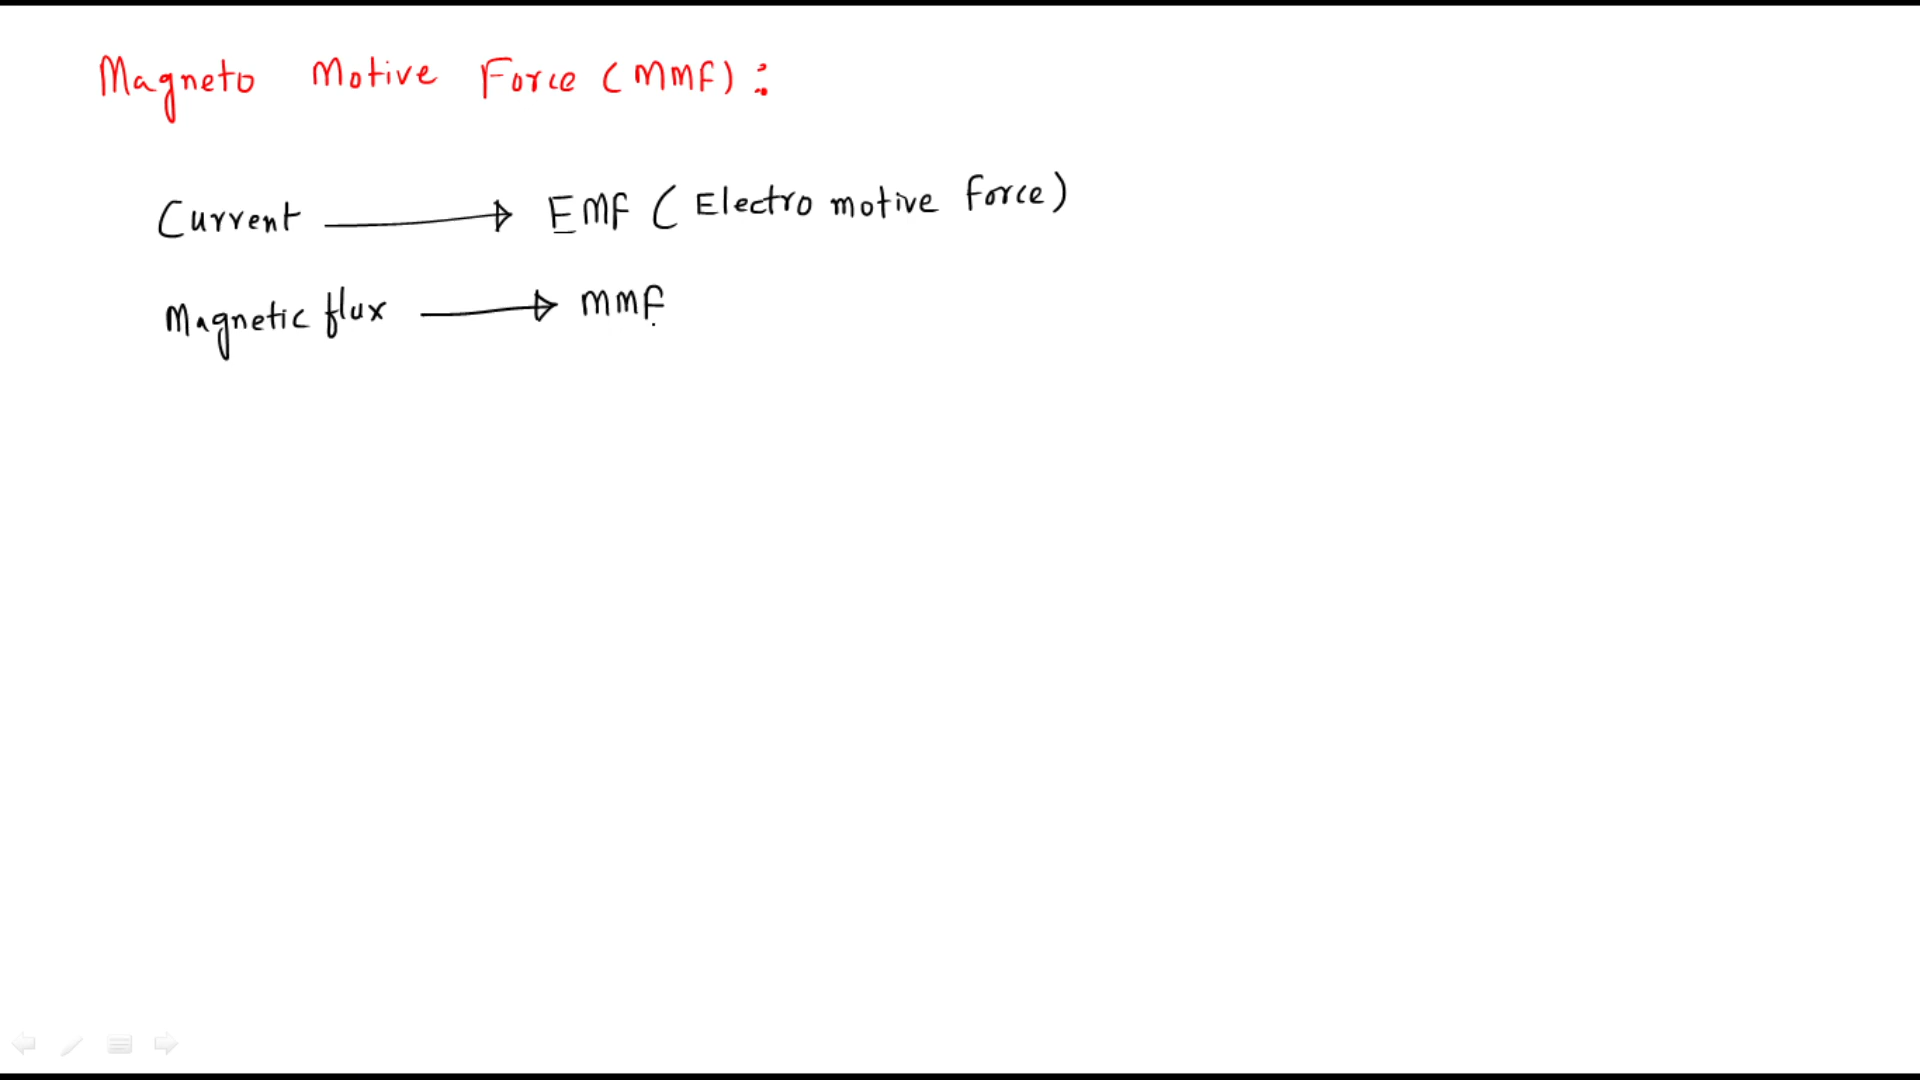 Magneto Motive Force (MMF) :
Current → EMF (Electro motive Force)
Magnetic flux → MMF